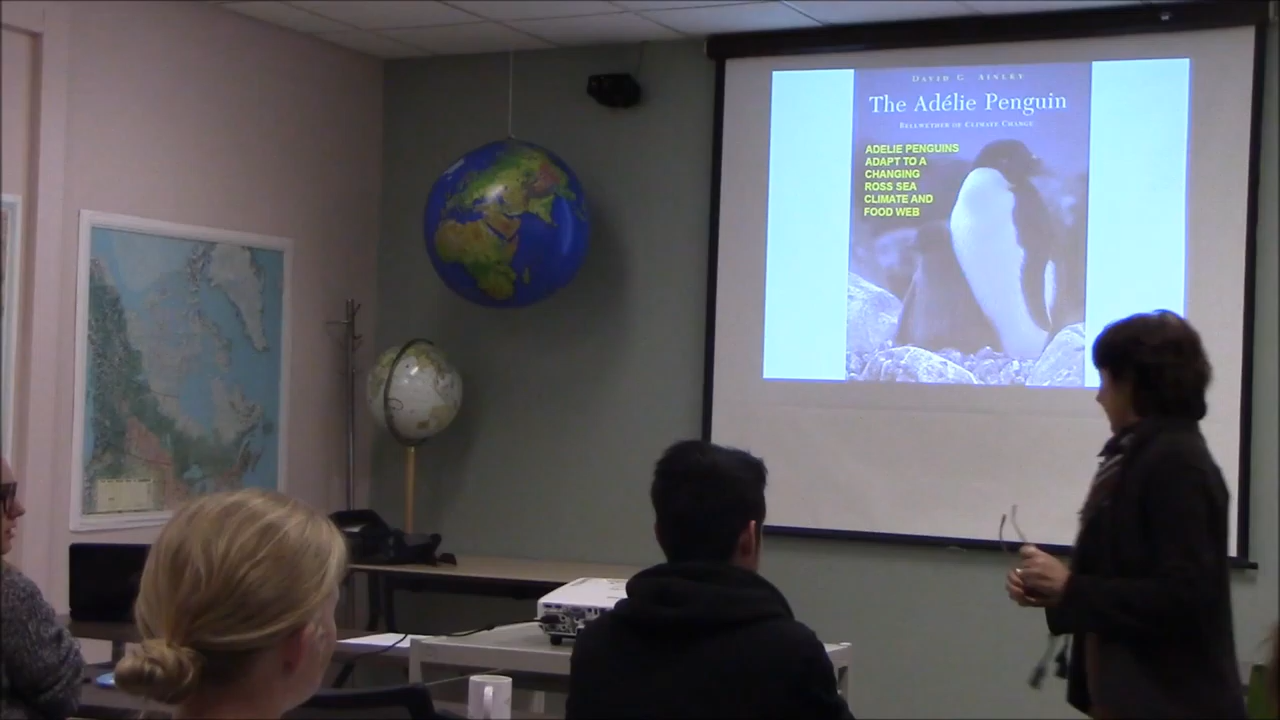 DAVID G. AINLEY
The Adélie Penguin
BELLWETHER OF CLIMATE CHANGE
ADELIE PENGUINS
ADAPT TO A
CHANGING
ROSS SEA
CLIMATE AND
FOOD WEB